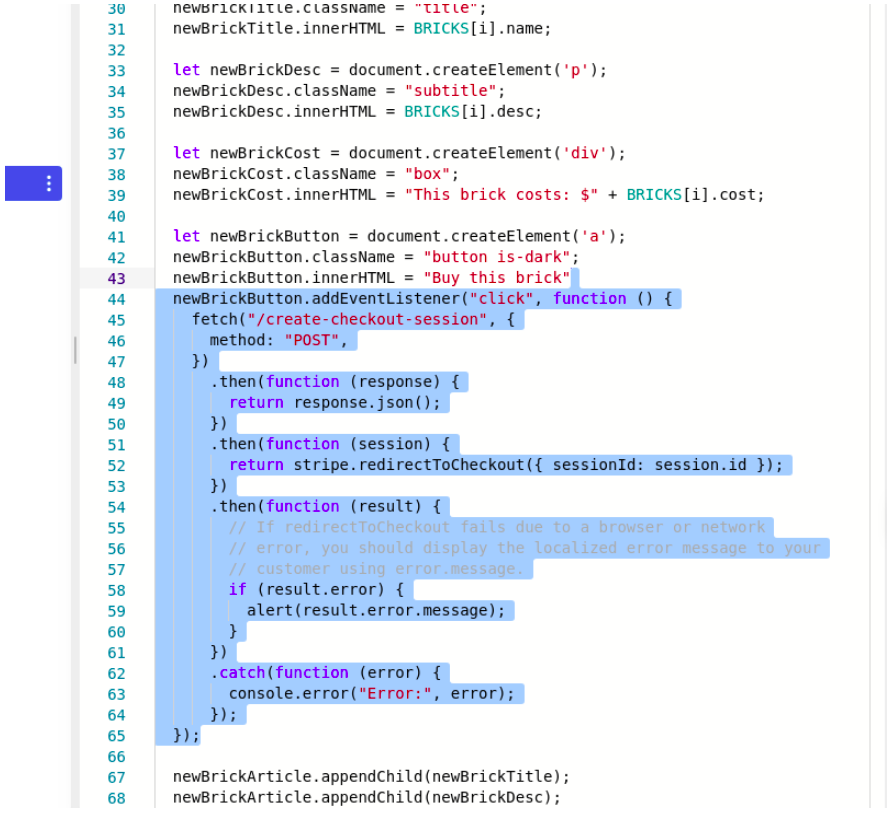 30 newBrickTitle.className = "title";
31 newBrickTitle.innerHTML = BRICKS[i].name;
32
33 let newBrickDesc = document.createElement('p');
34 newBrickDesc.className = "subtitle";
35 newBrickDesc.innerHTML = BRICKS[i].desc;
36
37 let newBrickCost = document.createElement('div');
38 newBrickCost.className = "box";
39 newBrickCost.innerHTML = "This brick costs: $" + BRICKS[i].cost;
40
41 let newBrickButton = document.createElement('a');
42 newBrickButton.className = "button is-dark";
43 newBrickButton.innerHTML = "Buy this brick"
44 newBrickButton.addEventListener("click", function () {
45 fetch("/create-checkout-session", {
46 method: "POST",
47 })
48 .then(function (response) {
49 return response.json();
50 })
51 .then(function (session) {
52 return stripe.redirectToCheckout({ sessionId: session.id });
53 })
54 .then(function (result) {
55 // If redirectToCheckout fails due to a browser or network
56 // error, you should display the localized error message to your
57 // customer using error.message.
58 if (result.error) {
59 alert(result.error.message);
60 }
61 })
62 .catch(function (error) {
63 console.error("Error:", error);
64 });
65 });
66
67 newBrickArticle.appendChild(newBrickTitle);
68 newBrickArticle.appendChild(newBrickDesc);